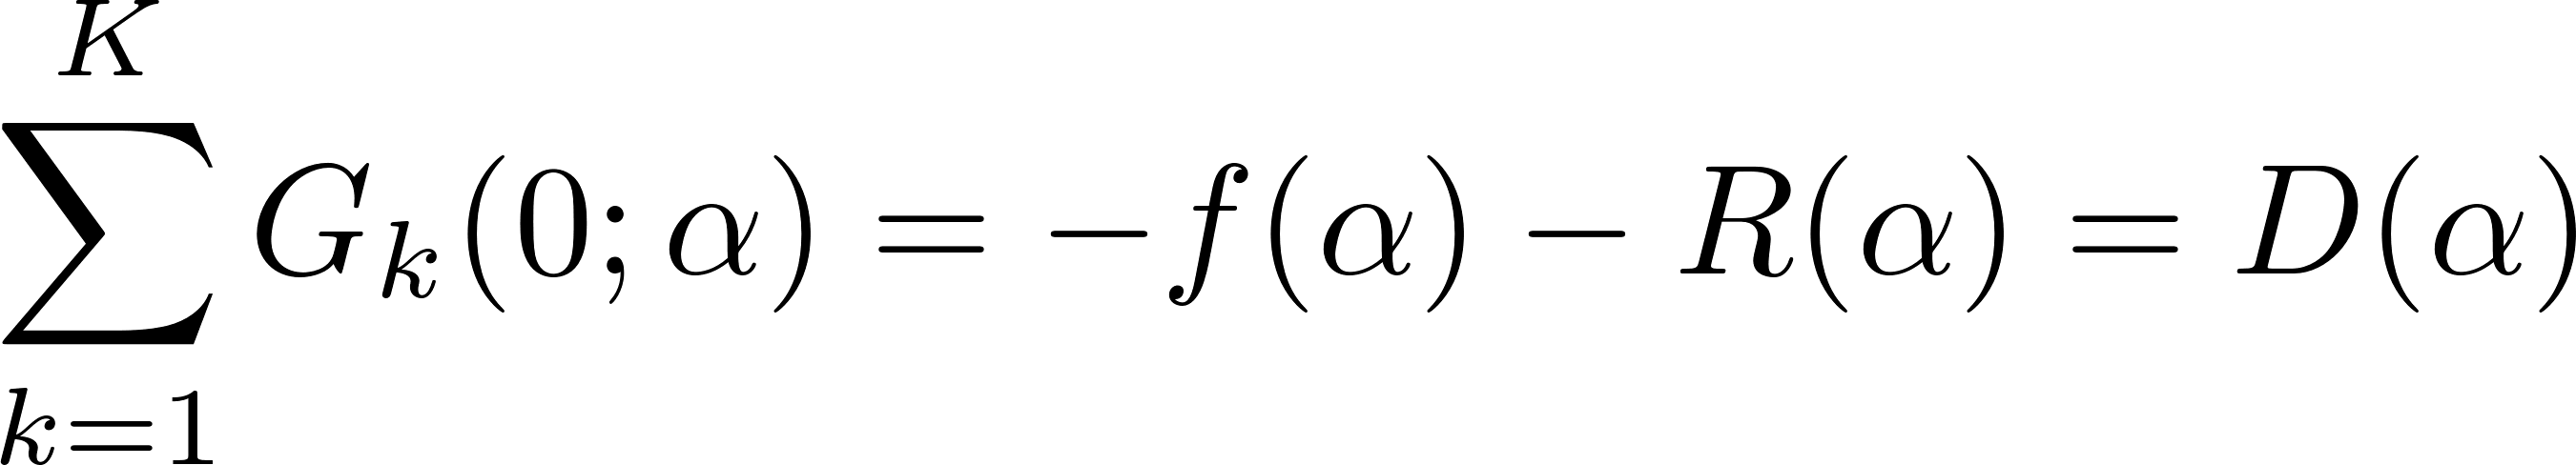 \sum_{k=1}^{K} G_k(0; \alpha) = -f(\alpha) - R(\alpha) = D(\alpha)